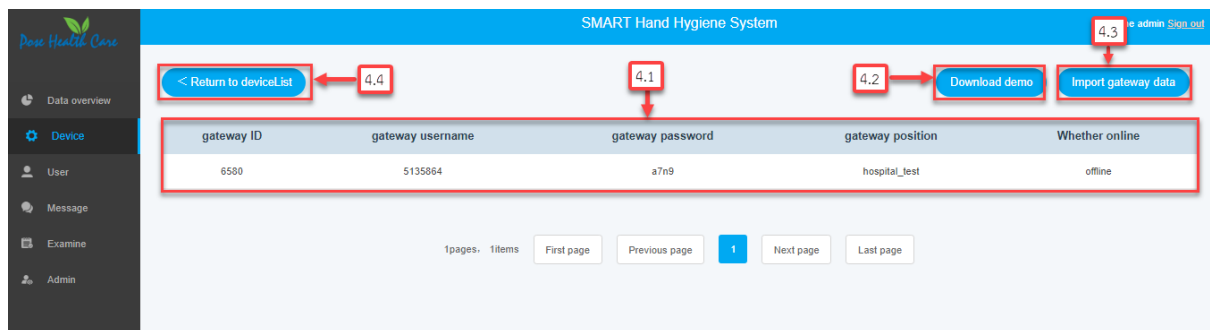 Pose Health Care
SMART Hand Hygiene System
e admin Sign out
4.3
< Return to deviceList
4.4
4.1
4.2
Download demo
Import gateway data
Data overview
Device
User
Message
Examine
Admin
gateway ID gateway username gateway password gateway position Whether online
6580 5135864 a7n9 hospital_test offline
1pages, 1items First page Previous page 1 Next page Last page